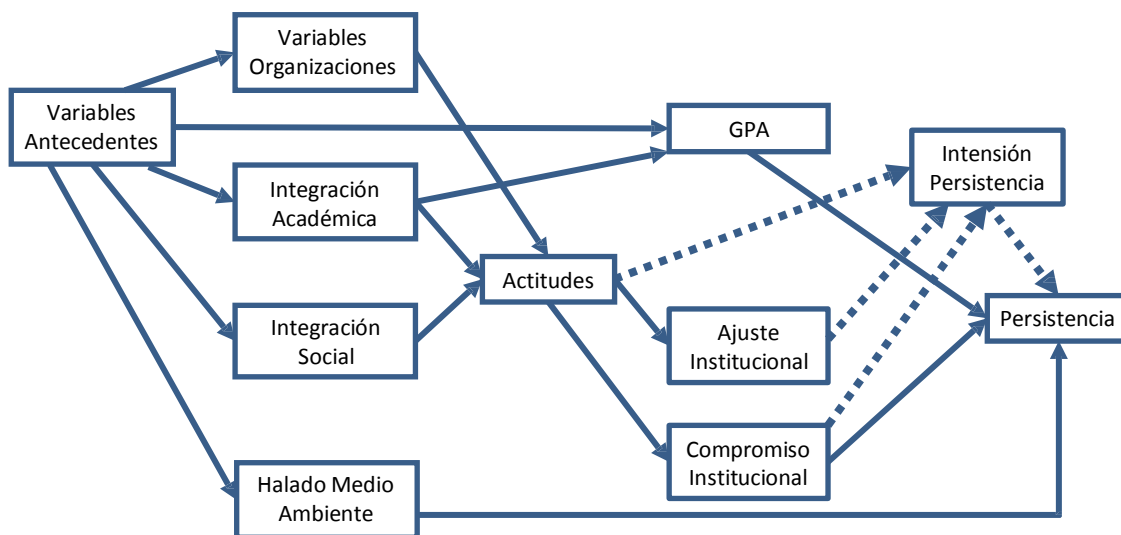 Variables
Organizaciones
Variables
Antecedentes
GPA
Intensión
Persistencia
Integración
Académica
Actitudes
Ajuste
Institucional
Persistencia
Integración
Social
Compromiso
Institucional
Halado Medio
Ambiente